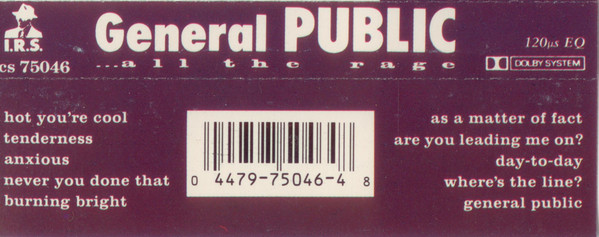 I.R.S.
General PUBLIC
...all the rage
120µs EQ
DOLBY SYSTEM
cs 75046
hot you're cool
tenderness
anxious
never you done that
burning bright
0 4479-75046-4 8
as a matter of fact
are you leading me on?
day-to-day
where's the line?
general public